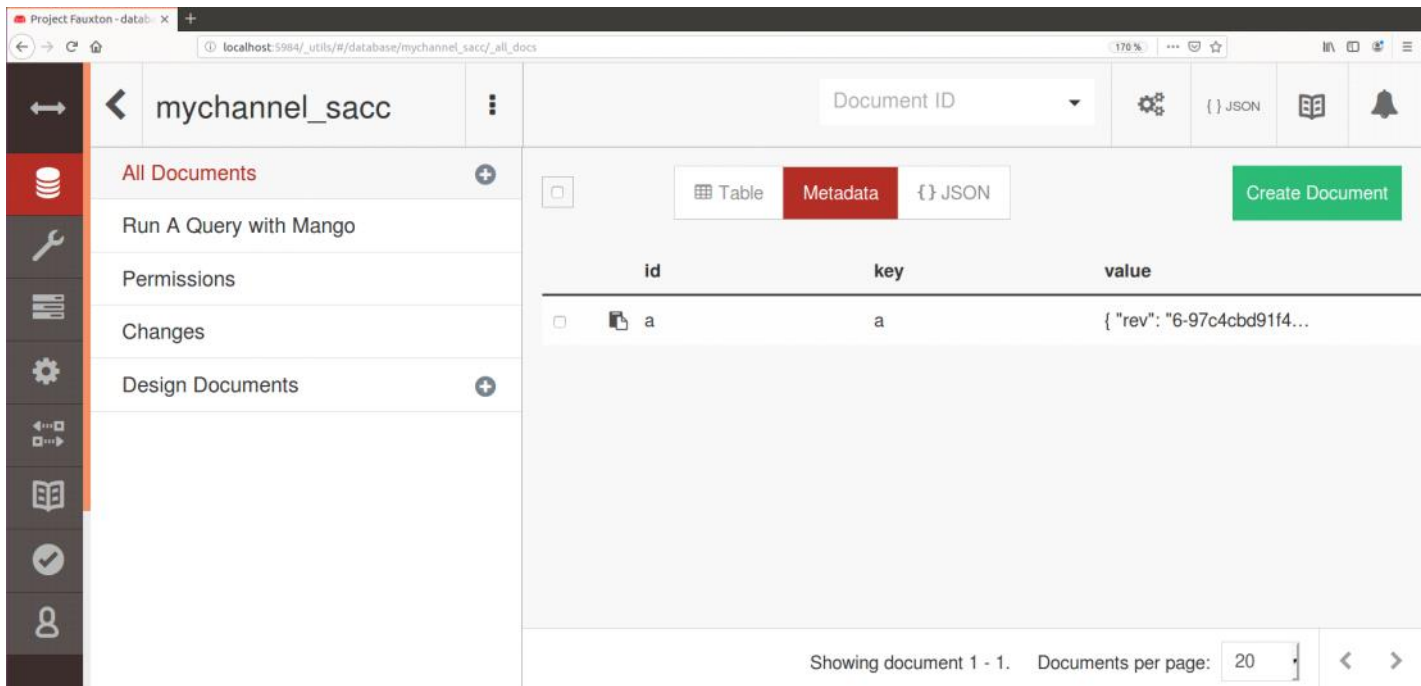 Project Fauxton - datab
localhost:5984/_utils/#/database/mychannel_sacc/_all_docs
170%
mychannel_sacc
Document ID
{ } JSON
All Documents
Run A Query with Mango
Permissions
Changes
Design Documents
Table
Metadata
{ } JSON
Create Document
id key value
a a { "rev": "6-97c4cbd91f4...
Showing document 1 - 1. Documents per page: 20